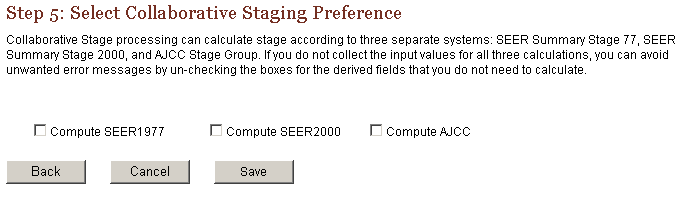 Step 5: Select Collaborative Staging Preference
Collaborative Stage processing can calculate stage according to three separate systems: SEER Summary Stage 77, SEER
Summary Stage 2000, and AJCC Stage Group. If you do not collect the input values for all three calculations, you can avoid
unwanted error messages by un-checking the boxes for the derived fields that you do not need to calculate.
Compute SEER1977 Compute SEER2000 Compute AJCC
Back Cancel Save